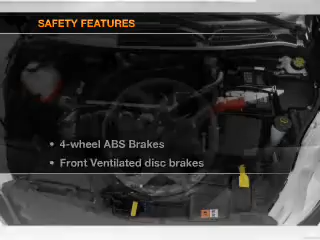 SAFETY FEATURES
• 4-wheel ABS Brakes
• Front Ventilated disc brakes